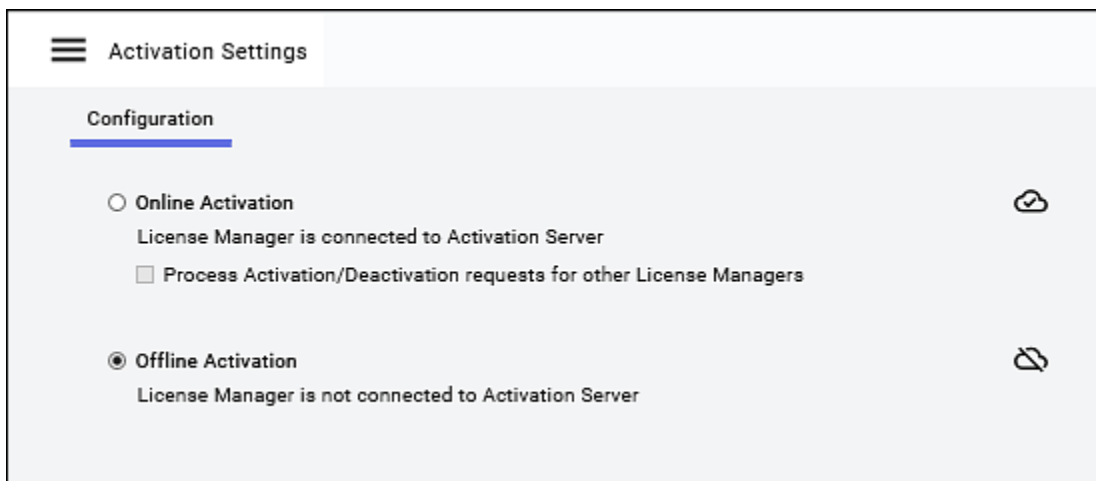 Activation Settings
Configuration
Online Activation
License Manager is connected to Activation Server
Process Activation/Deactivation requests for other License Managers
Offline Activation
License Manager is not connected to Activation Server